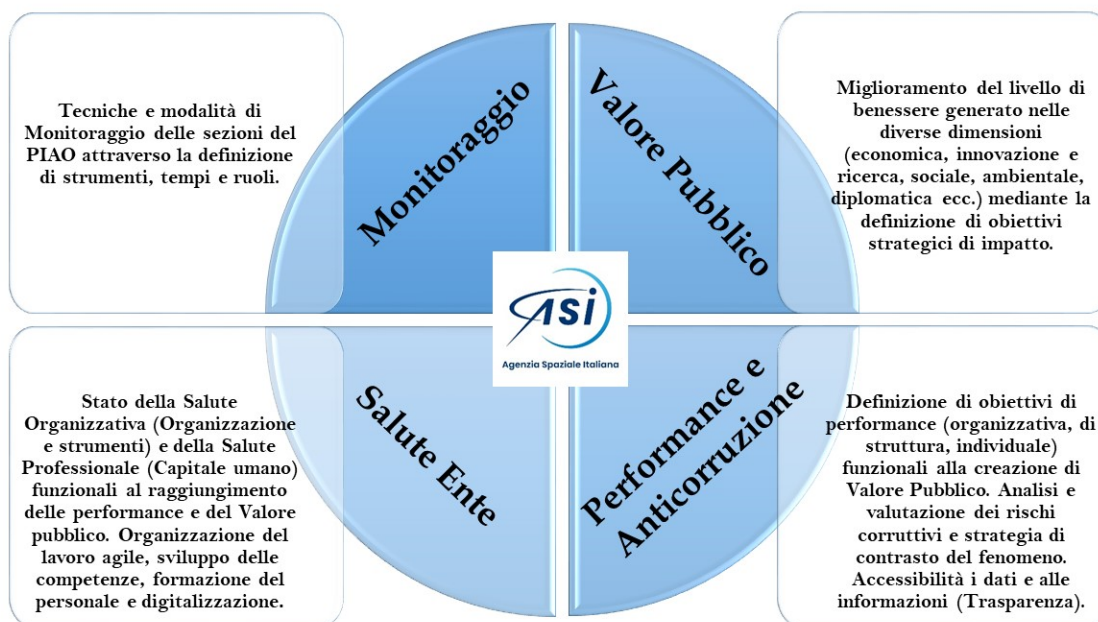 Tecniche e modalità di
Monitoraggio delle sezioni del
PIAO attraverso la definizione
di strumenti, tempi e ruoli.
Monitoraggio
Valore Pubblico
Miglioramento del livello di
benessere generato nelle
diverse dimensioni
(economica, innovazione e
ricerca, sociale, ambientale,
diplomatica ecc.) mediante la
definizione di obiettivi
strategici di impatto.
ASI
Agenzia Spaziale Italiana
Stato della Salute
Organizzativa (Organizzazione
e strumenti) e della Salute
Professionale (Capitale umano)
funzionali al raggiungimento
delle performance e del Valore
pubblico. Organizzazione del
lavoro agile, sviluppo delle
competenze, formazione del
personale e digitalizzazione.
Salute Ente
Performance e
Anticorruzione
Definizione di obiettivi di
performance (organizzativa, di
struttura, individuale)
funzionali alla creazione di
Valore Pubblico. Analisi e
valutazione dei rischi
corruttivi e strategia di
contrasto del fenomeno.
Accessibilità i dati e alle
informazioni (Trasparenza).